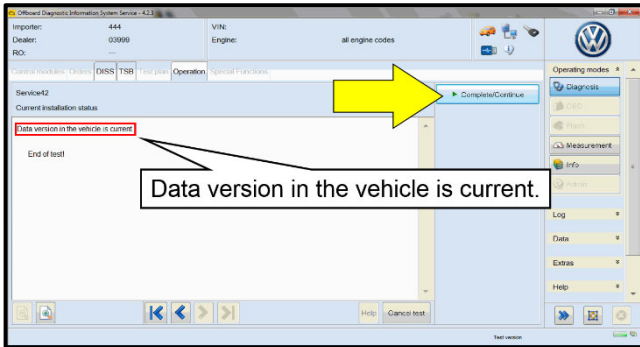 Offboard Diagnostic Information System Service - 4.2.3
Importer: 444 VIN:
Dealer: 03999 Engine: all engine codes
RO: ---
Control modules Orders DISS TSB Test plan Operation Special Functions
Service42
Current installation status
Complete/Continue
Data version in the vehicle is current.
End of test!
Data version in the vehicle is current.
Help Cancel test
Operating modes
Diagnosis
OBD
Flash
Measurement
Info
Admin
Log
Data
Extras
Help
Test version